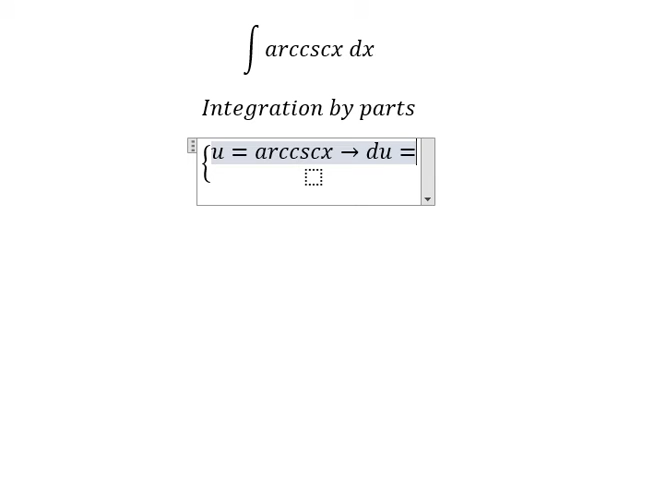 ∫ arccscx dx
Integration by parts
{u = arccscx → du =